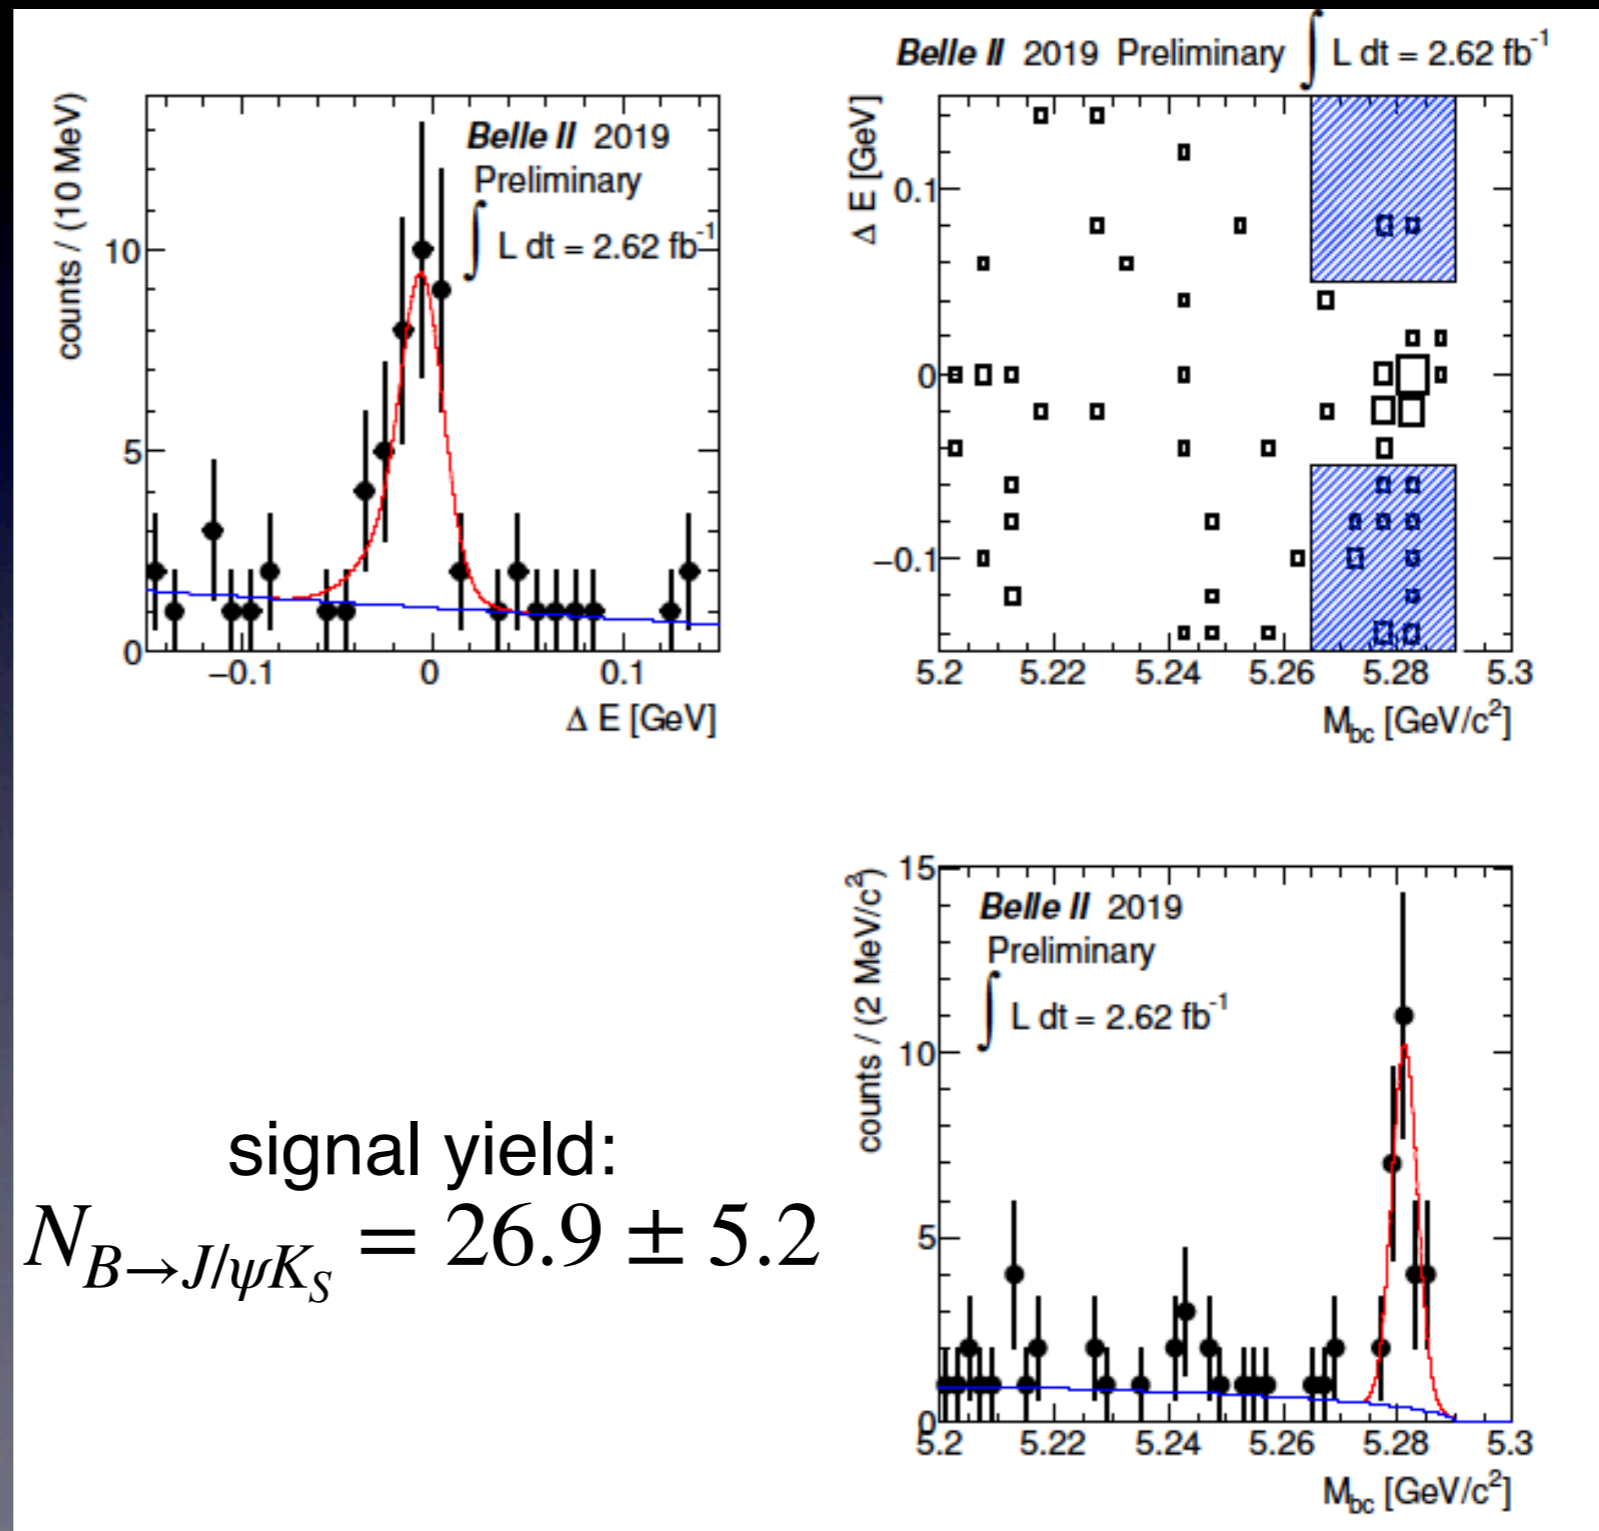 Belle II 2019 Preliminary ∫ L dt = 2.62 fb⁻¹
counts / (10 MeV)
Belle II 2019
Preliminary
∫ L dt = 2.62 fb⁻¹
10
5
0
−0.1 0 0.1
Δ E [GeV]
Δ E [GeV]
0.1
0
−0.1
5.2 5.22 5.24 5.26 5.28 5.3
M_bc [GeV/c²]
counts / (2 MeV/c²)
15
Belle II 2019
Preliminary
∫ L dt = 2.62 fb⁻¹
10
5
0
5.2 5.22 5.24 5.26 5.28 5.3
M_bc [GeV/c²]
signal yield:
N_{B→J/ψK_S} = 26.9 ± 5.2